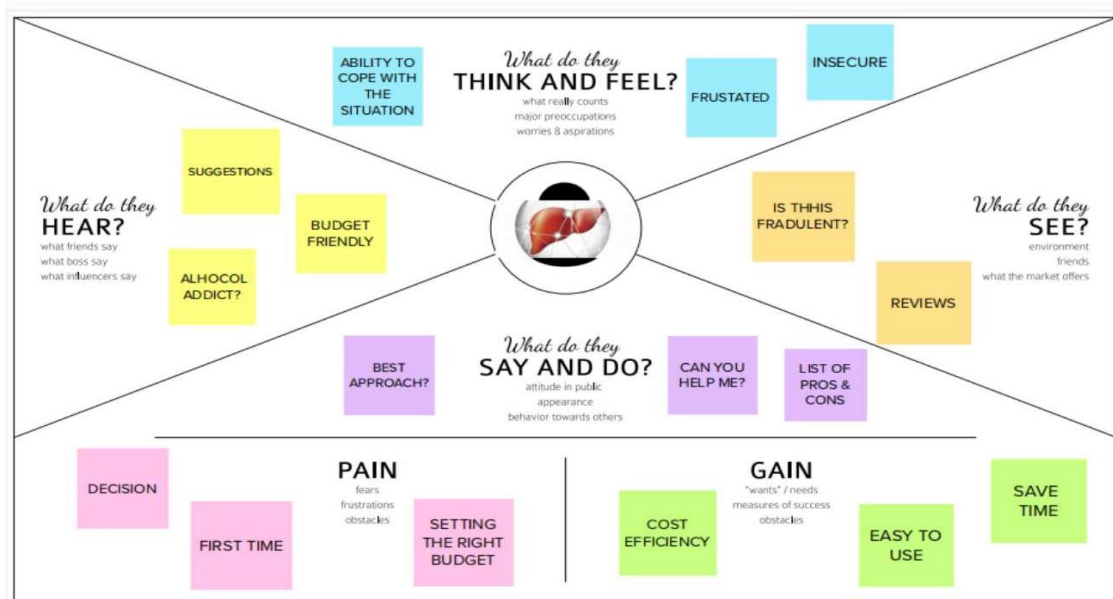 What do they
THINK AND FEEL?
what really counts
major preoccupations
worries & aspirations
ABILITY TO
COPE WITH
THE
SITUATION
FRUSTATED
INSECURE
What do they
HEAR?
what friends say
what boss say
what influencers say
SUGGESTIONS
BUDGET
FRIENDLY
ALHOCOL
ADDICT?
What do they
SEE?
environment
friends
what the market offers
IS THHIS
FRADULENT?
REVIEWS
What do they
SAY AND DO?
attitude in public
appearance
behavior towards others
BEST
APPROACH?
CAN YOU
HELP ME?
LIST OF
PROS &
CONS
PAIN
fears
frustrations
obstacles
DECISION
FIRST TIME
SETTING
THE RIGHT
BUDGET
GAIN
"wants" / needs
measures of success
obstacles
COST
EFFICIENCY
EASY TO
USE
SAVE
TIME